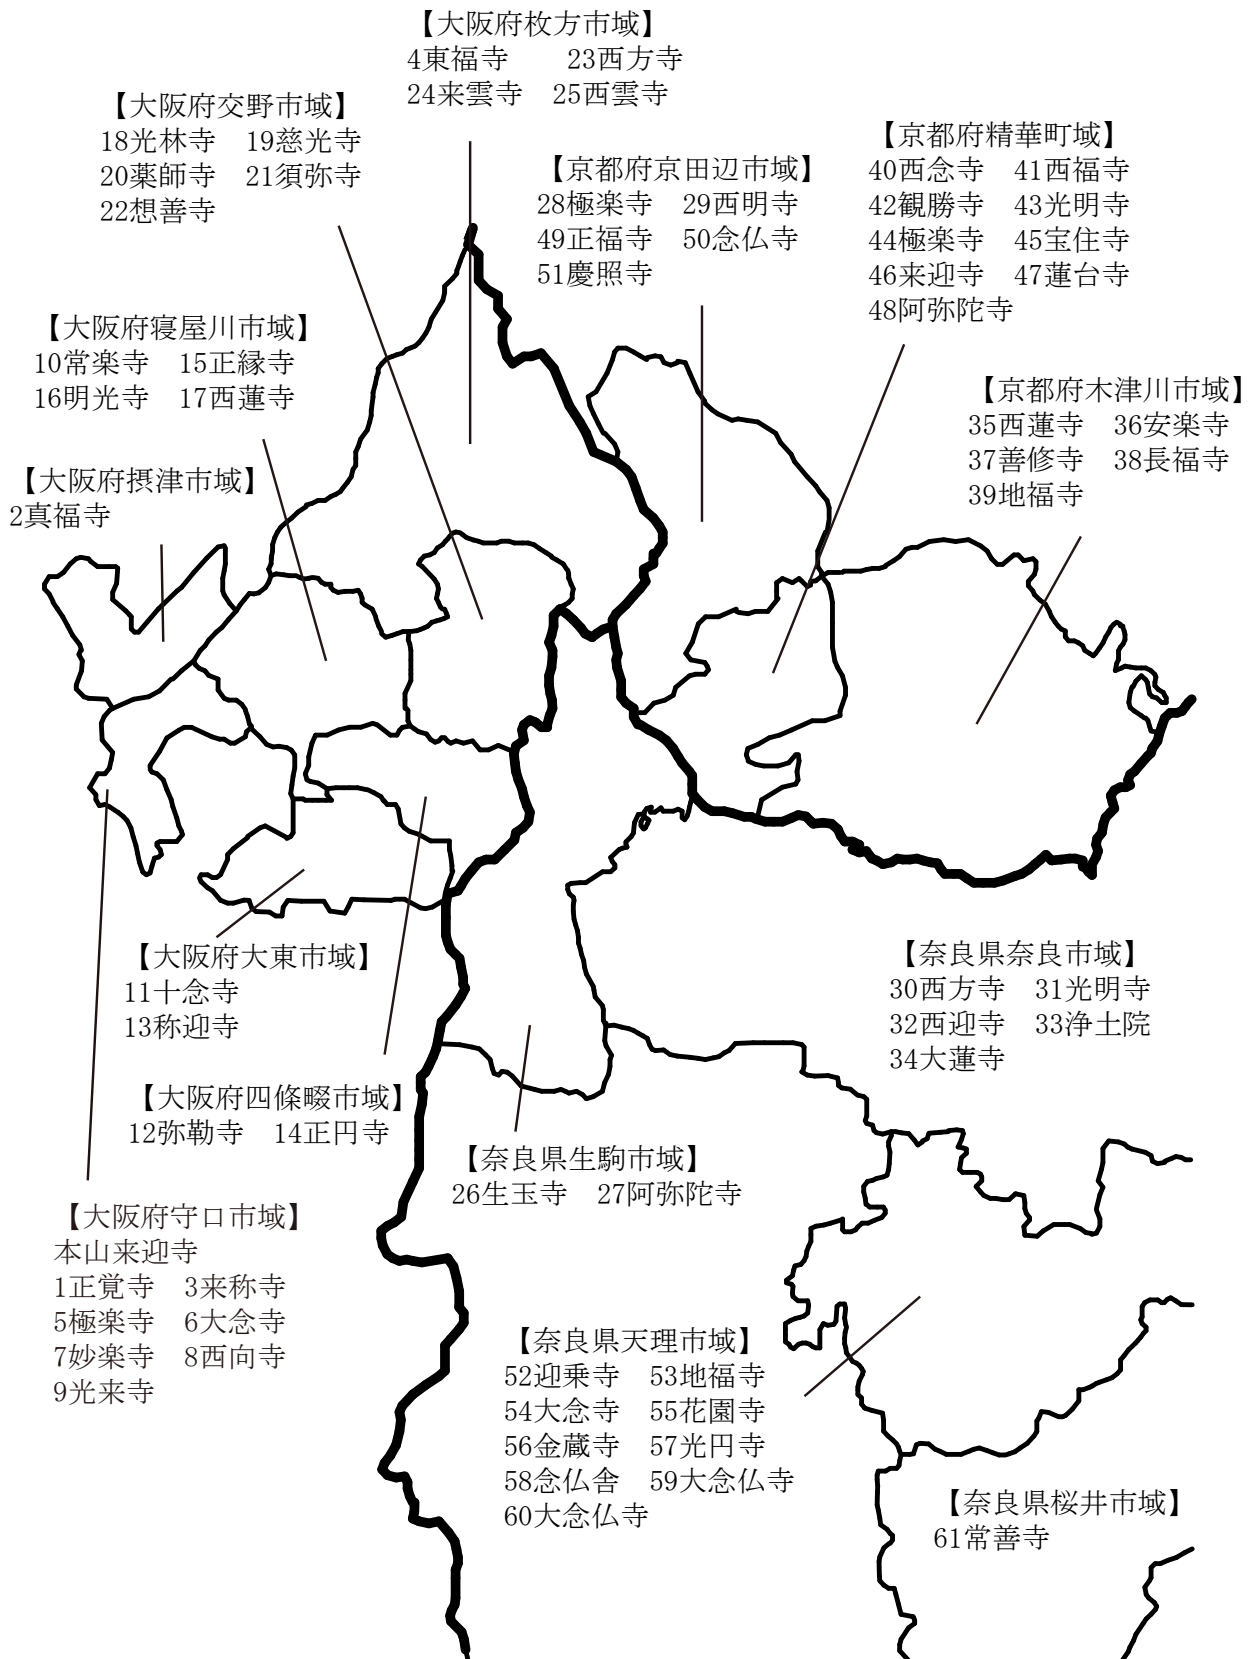 【大阪府枚方市域】
4東福寺　　23西方寺
24来雲寺　25西雲寺
【大阪府交野市域】
18光林寺　19慈光寺
20薬師寺　21須弥寺
22想善寺
【京都府京田辺市域】
28極楽寺　29西明寺
49正福寺　50念仏寺
51慶照寺
【京都府精華町域】
40西念寺　41西福寺
42観勝寺　43光明寺
44極楽寺　45宝住寺
46来迎寺　47蓮台寺
48阿弥陀寺
【大阪府寝屋川市域】
10常楽寺　15正縁寺
16明光寺　17西蓮寺
【京都府木津川市域】
35西蓮寺　36安楽寺
37善修寺　38長福寺
39地福寺
【大阪府摂津市域】
2真福寺
【大阪府大東市域】
11十念寺
13称迎寺
【奈良県奈良市域】
30西方寺　31光明寺
32西迎寺　33浄土院
34大蓮寺
【大阪府四條畷市域】
12弥勒寺　14正円寺
【奈良県生駒市域】
26生玉寺　27阿弥陀寺
【大阪府守口市域】
本山来迎寺
1正覚寺　3来称寺
5極楽寺　6大念寺
7妙楽寺　8西向寺
9光来寺
【奈良県天理市域】
52迎乗寺　53地福寺
54大念寺　55花園寺
56金蔵寺　57光円寺
58念仏舎　59大念仏寺
60大念仏寺
【奈良県桜井市域】
61常善寺